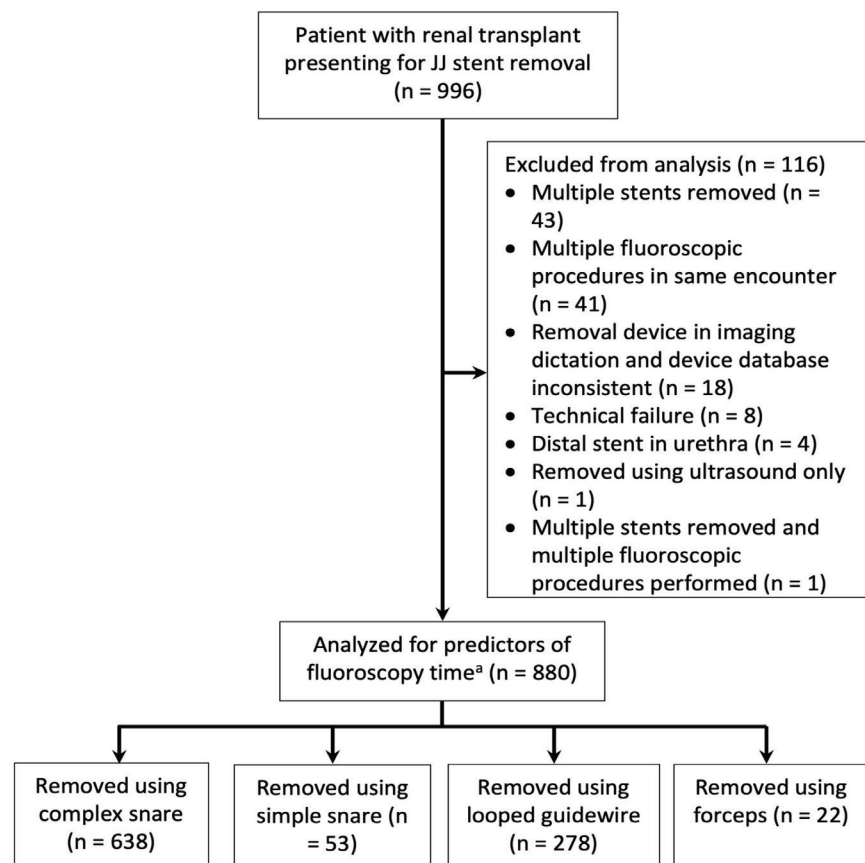 Patient with renal transplant
presenting for JJ stent removal
(n = 996)
Excluded from analysis (n = 116)
• Multiple stents removed (n =
43)
• Multiple fluoroscopic
procedures in same encounter
(n = 41)
• Removal device in imaging
dictation and device database
inconsistent (n = 18)
• Technical failure (n = 8)
• Distal stent in urethra (n = 4)
• Removed using ultrasound only
(n = 1)
• Multiple stents removed and
multiple fluoroscopic
procedures performed (n = 1)
Analyzed for predictors of
fluoroscopy timeᵃ (n = 880)
Removed using
complex snare
(n = 638)
Removed using
simple snare (n
= 53)
Removed using
looped guidewire
(n = 278)
Removed using
forceps (n = 22)